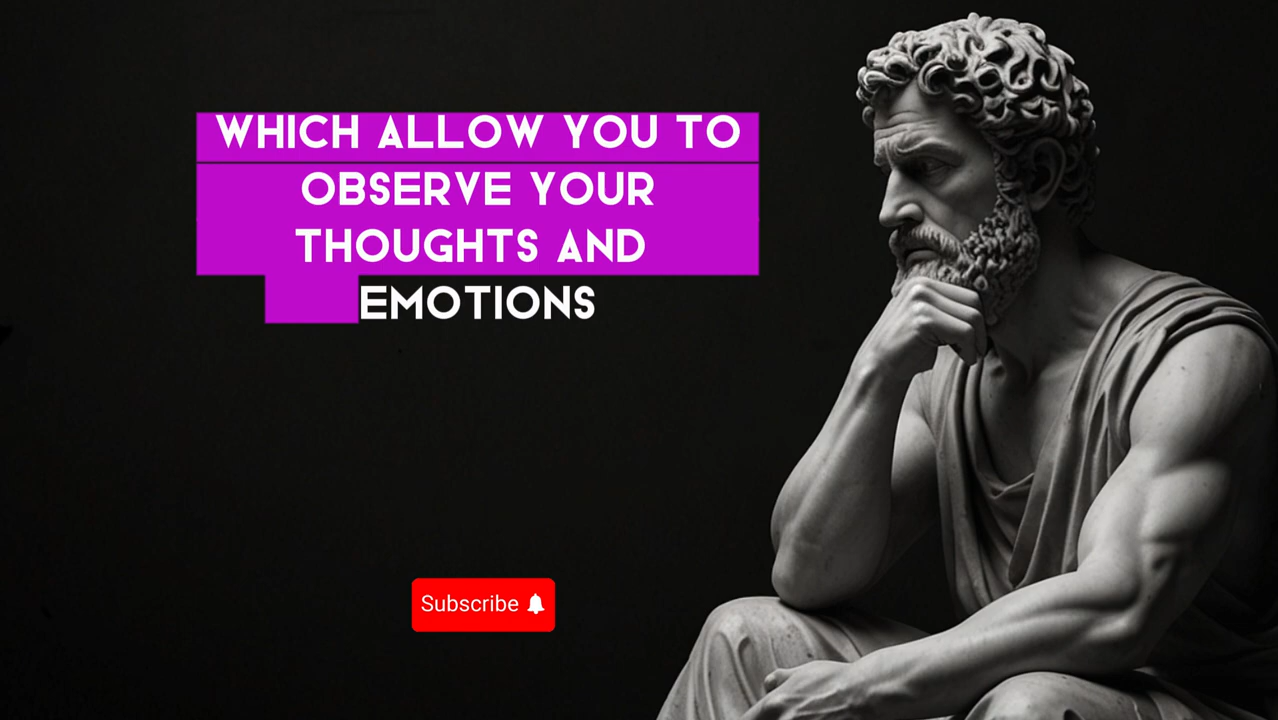 WHICH ALLOW YOU TO
OBSERVE YOUR
THOUGHTS AND
EMOTIONS
Subscribe